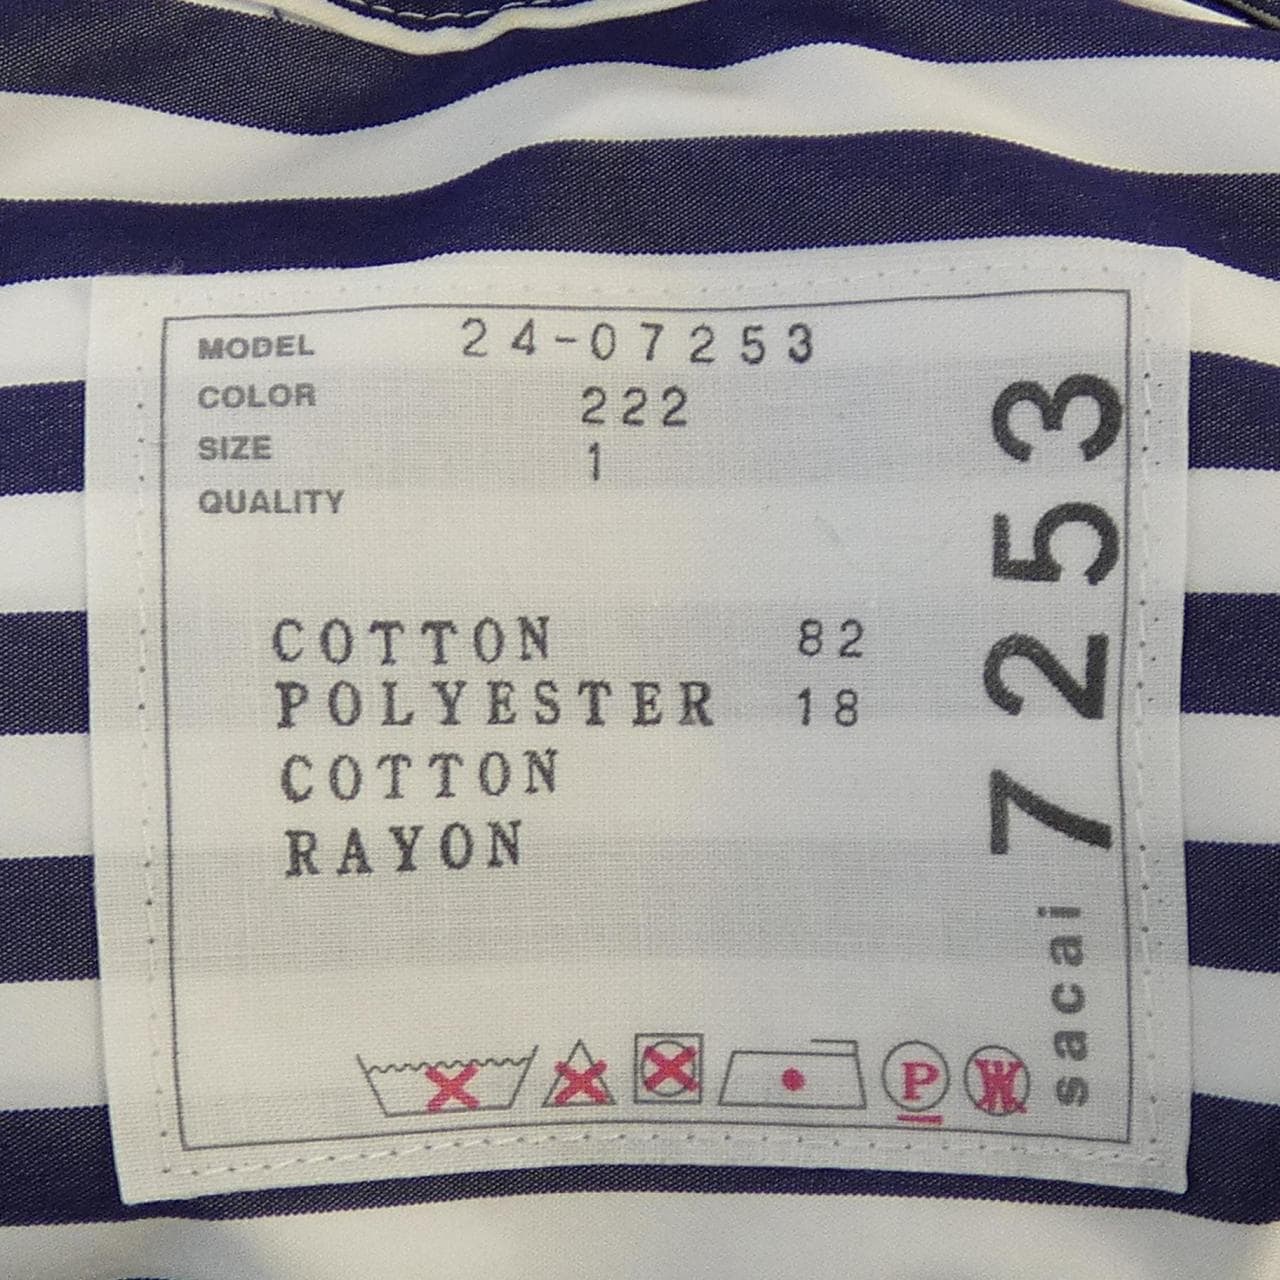 MODEL 24-07253
COLOR 222
SIZE 1
QUALITY
COTTON 82
POLYESTER 18
COTTON
RAYON
P
W
sacai 7253